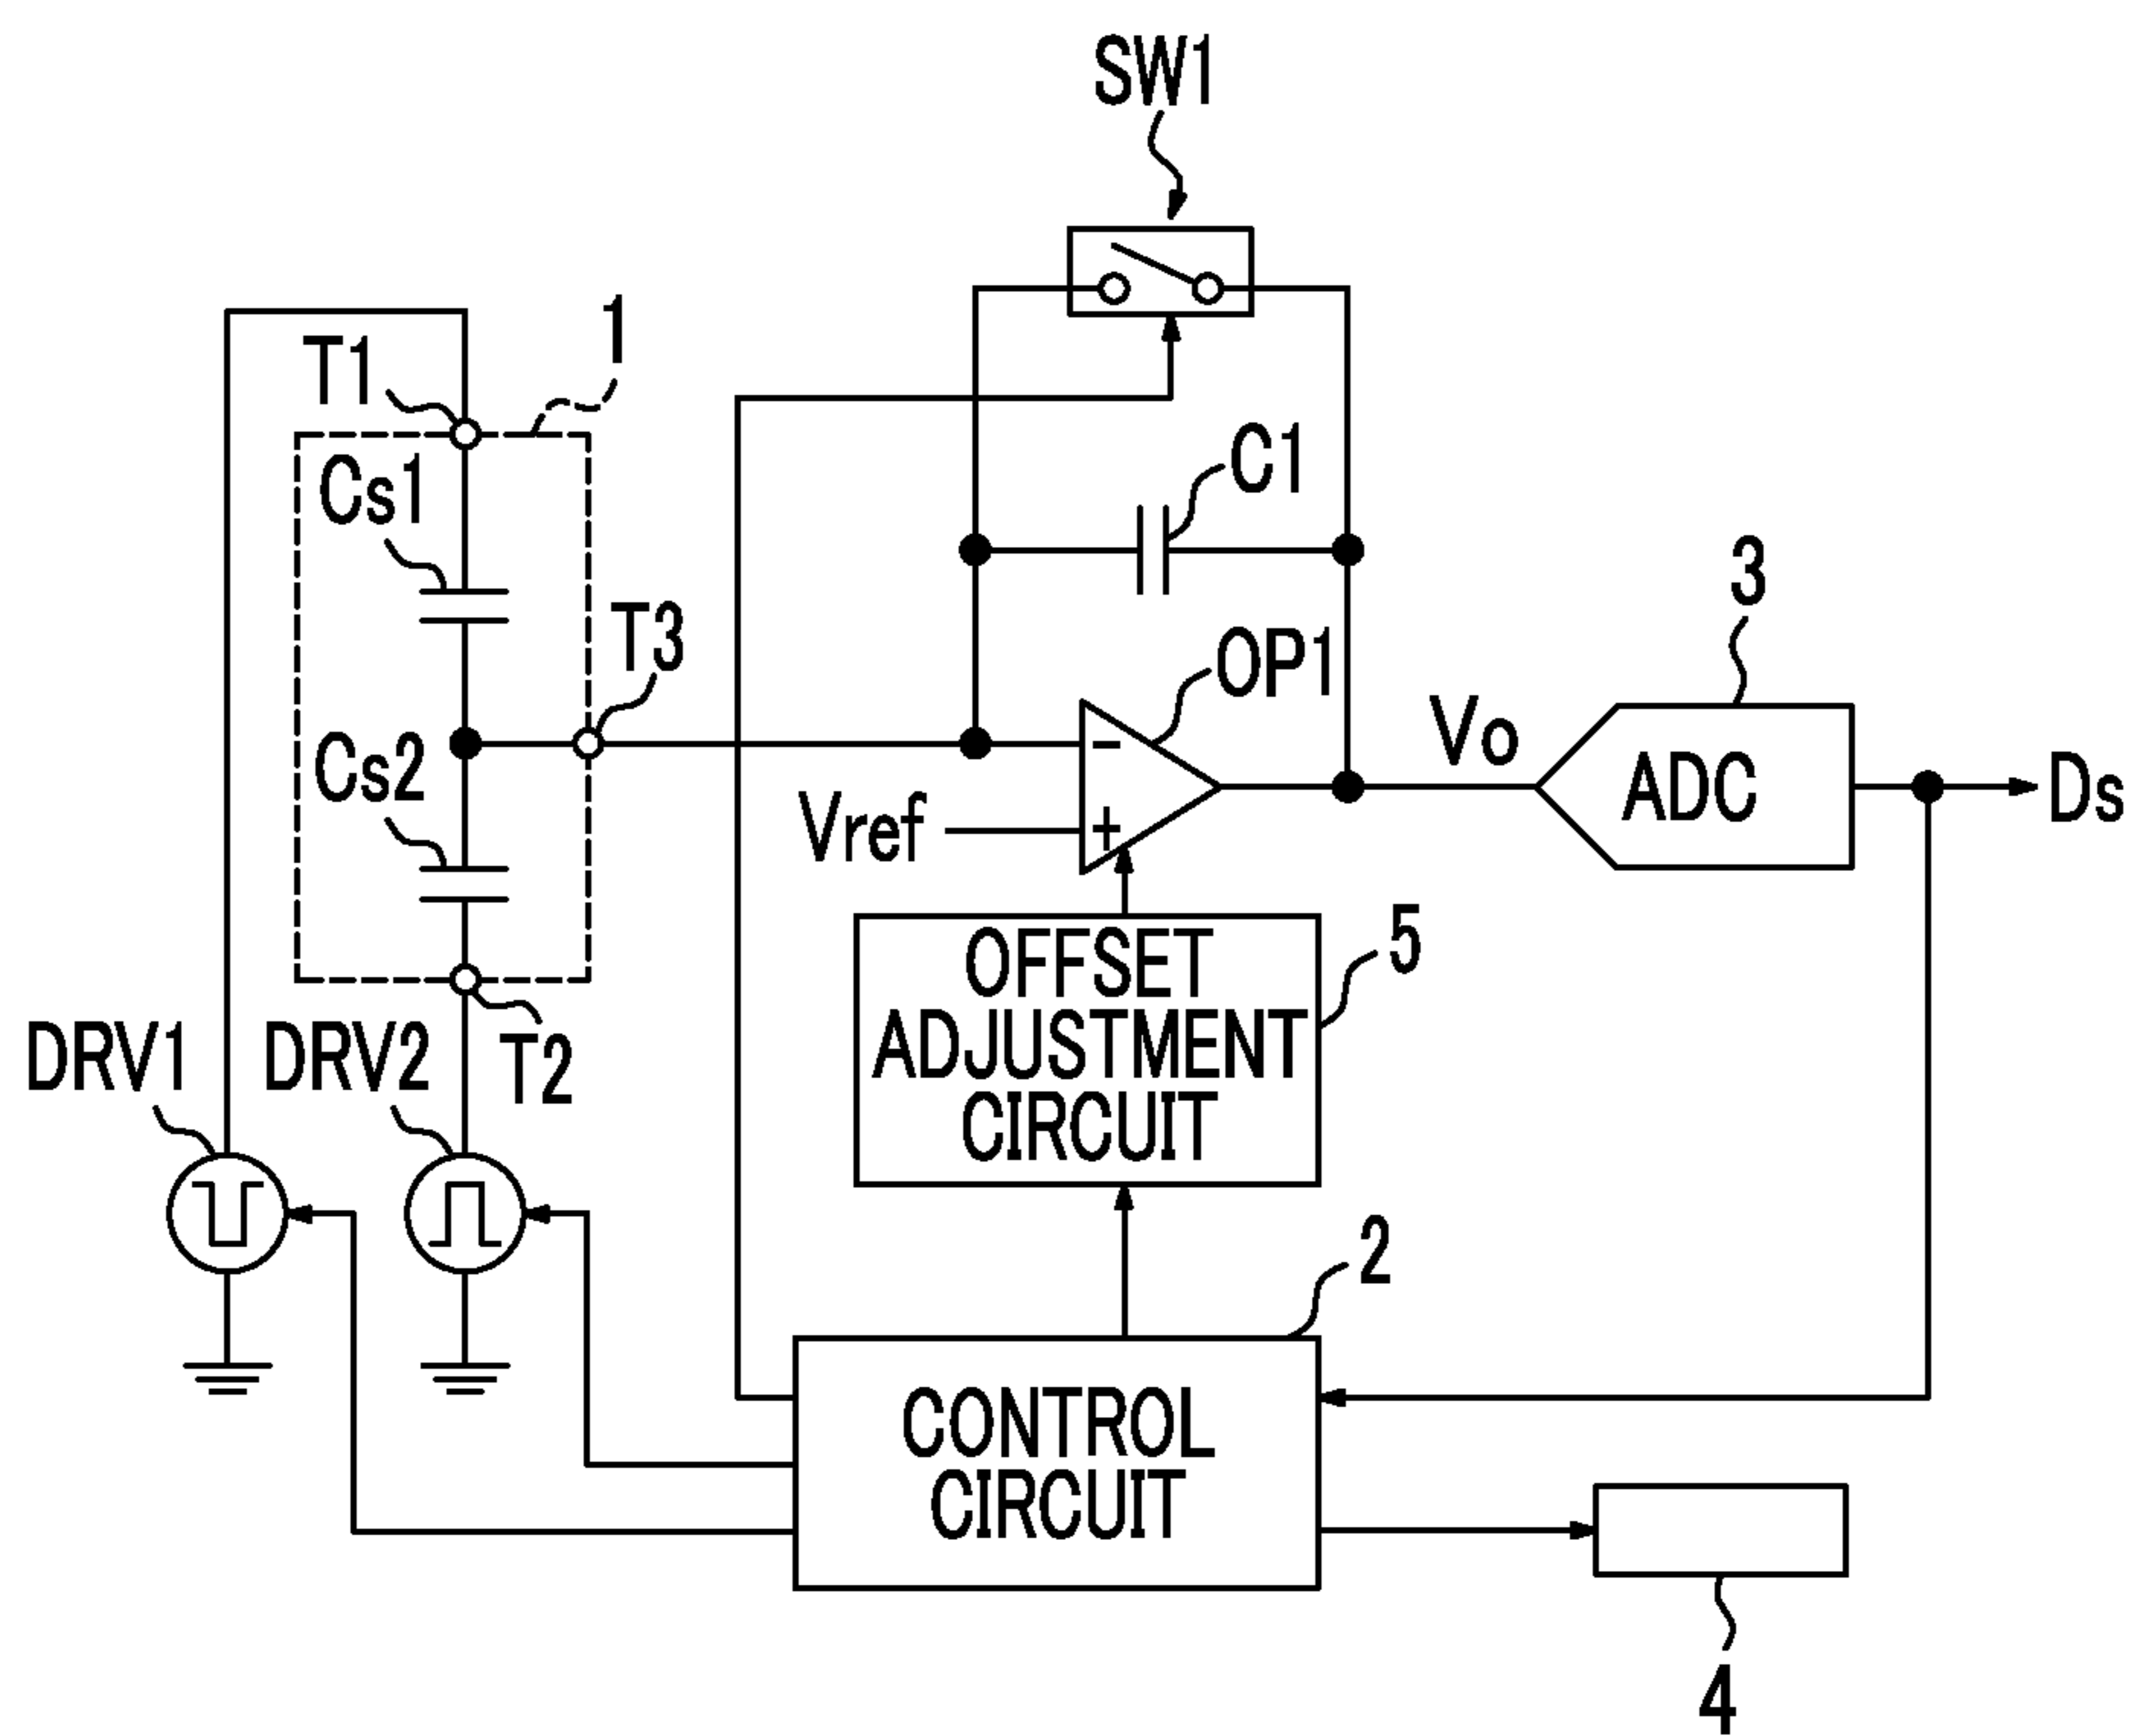 SW1
1
T1
Cs1
C1
3
T3
OP1
Vo
Cs2
ADC
Ds
Vref
-
+
OFFSET
ADJUSTMENT
CIRCUIT
5
DRV1
DRV2
T2
2
CONTROL
CIRCUIT
4